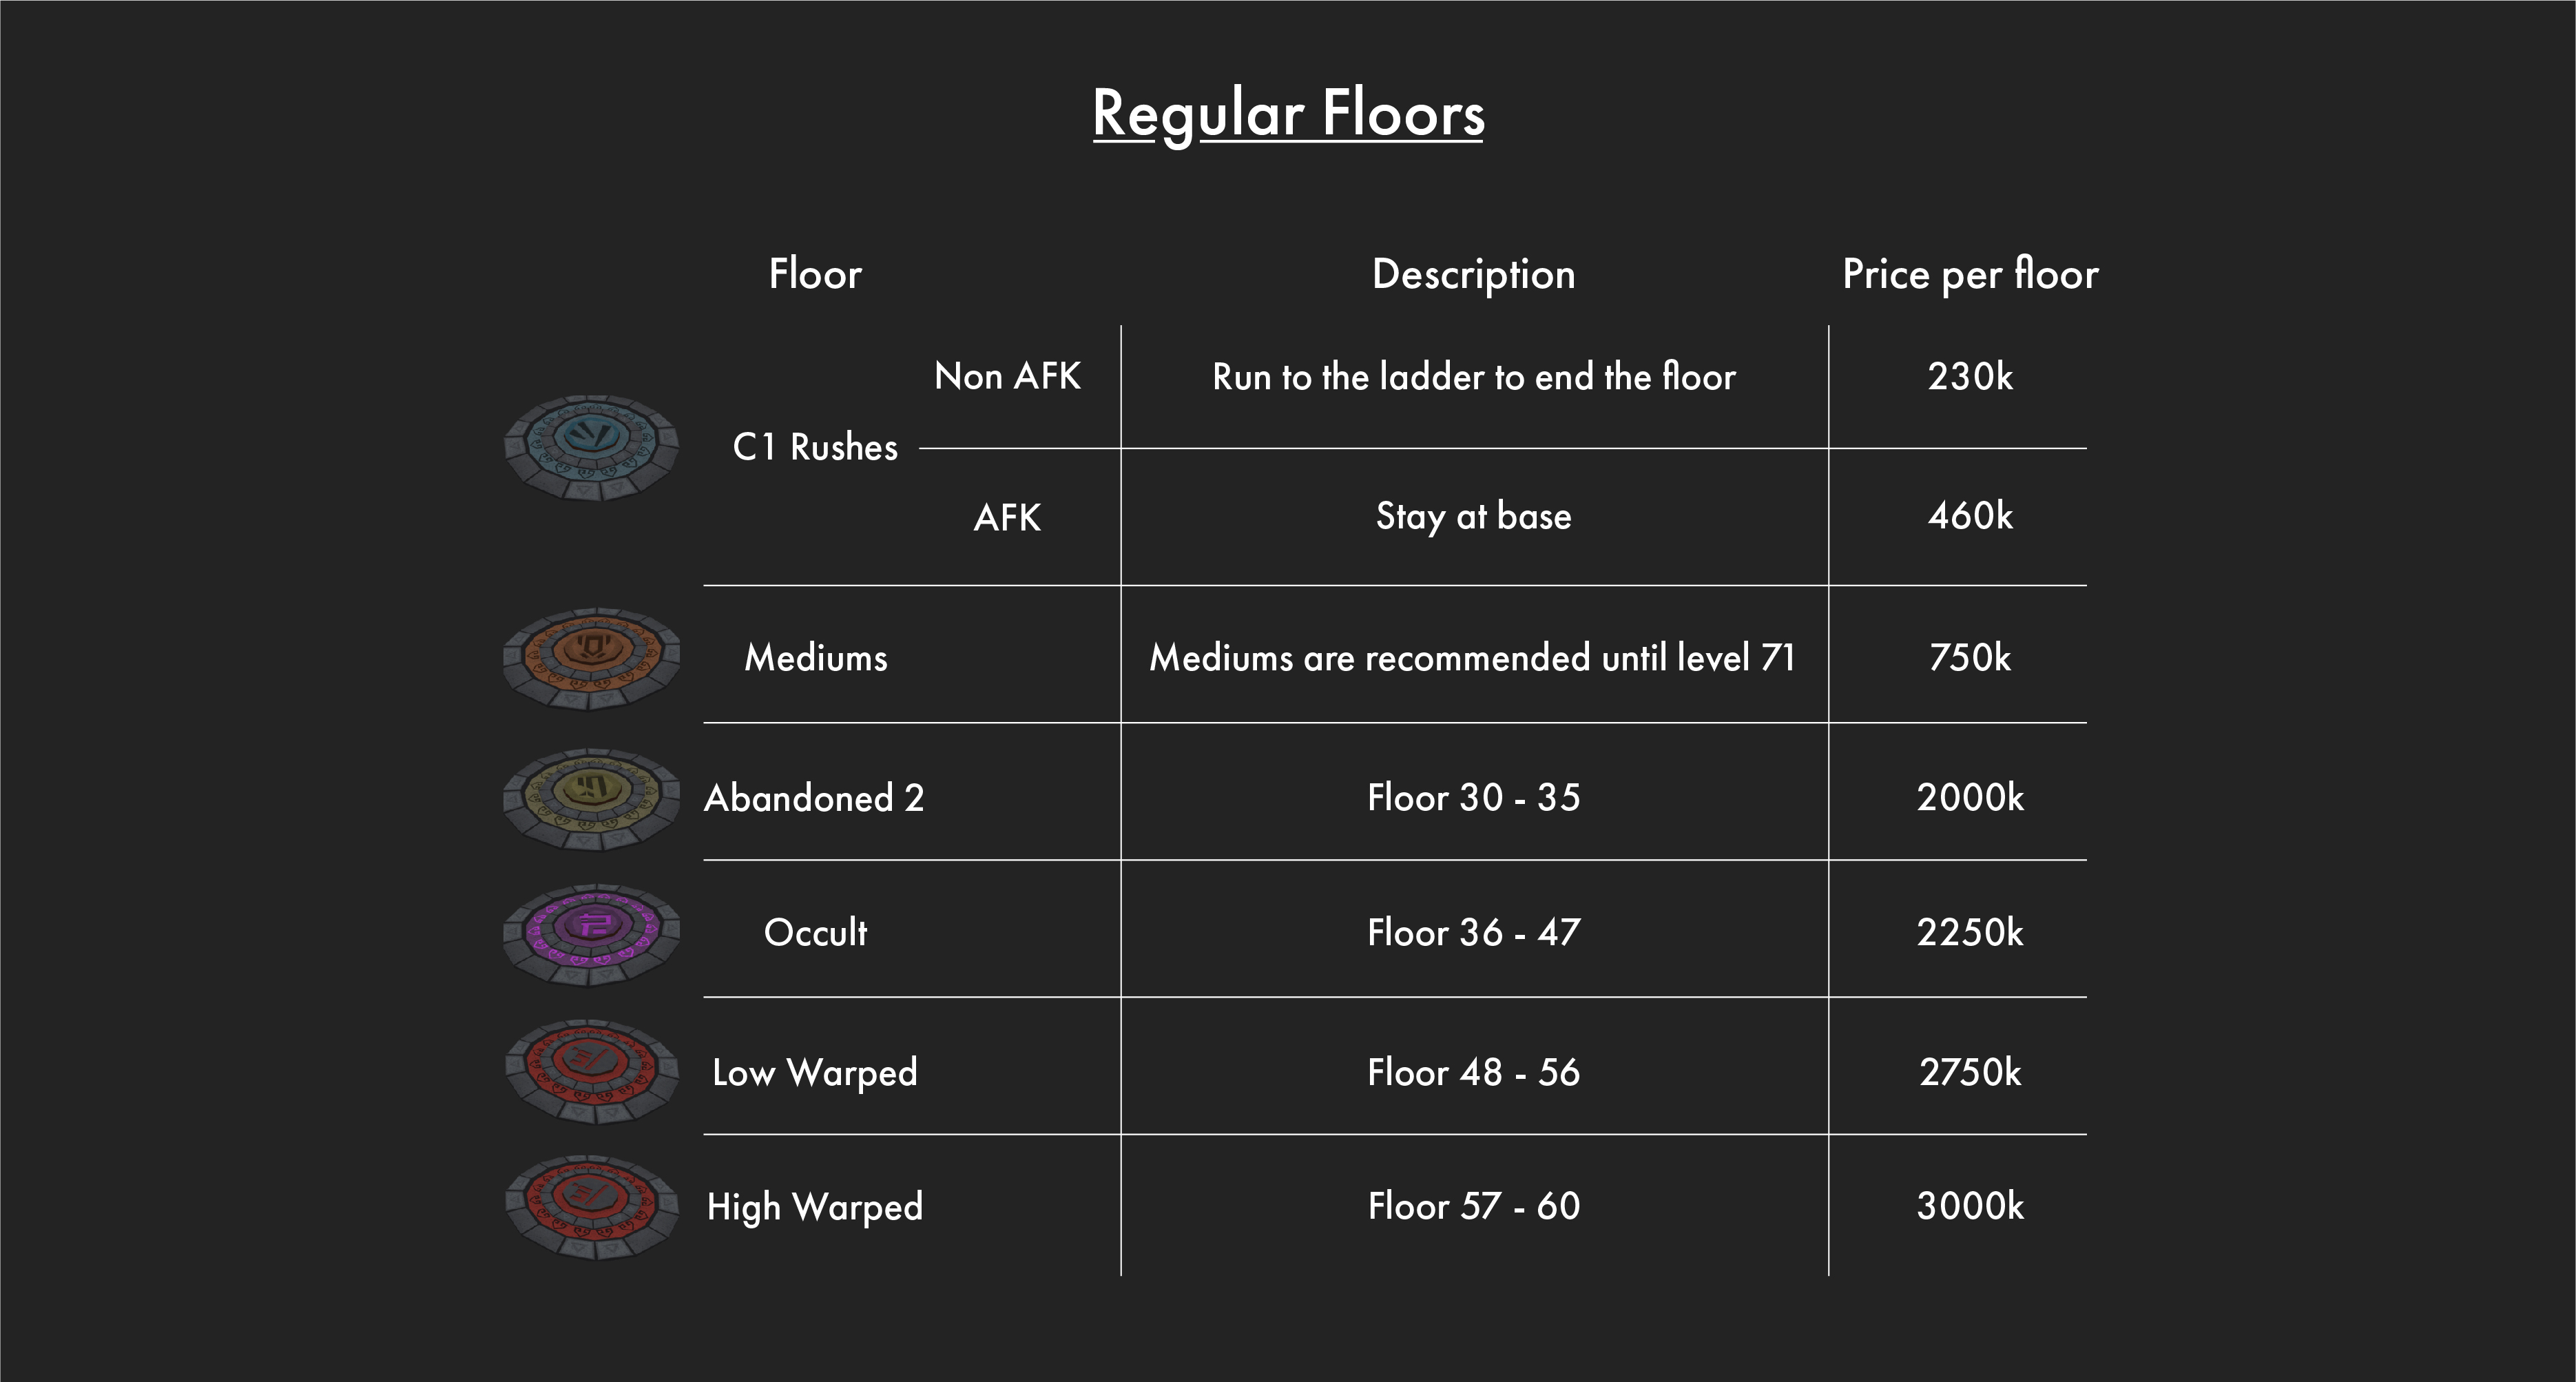 Regular Floors
Floor Description Price per floor
Non AFK Run to the ladder to end the floor 230k
C1 Rushes
AFK Stay at base 460k
Mediums Mediums are recommended until level 71 750k
Abandoned 2 Floor 30 - 35 2000k
Occult Floor 36 - 47 2250k
Low Warped Floor 48 - 56 2750k
High Warped Floor 57 - 60 3000k